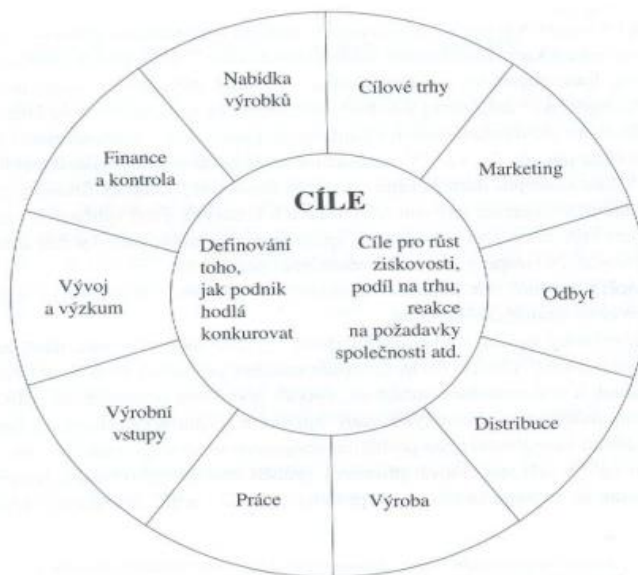 Nabídka
výrobků
Cílové trhy
Marketing
Odbyt
Distribuce
Výroba
Práce
Výrobní
vstupy
Vývoj
a výzkum
Finance
a kontrola
CÍLE
Definování
toho,
jak podnik
hodlá
konkurovat
Cíle pro růst
ziskovosti,
podíl na trhu,
reakce
na požadavky
společnosti atd.